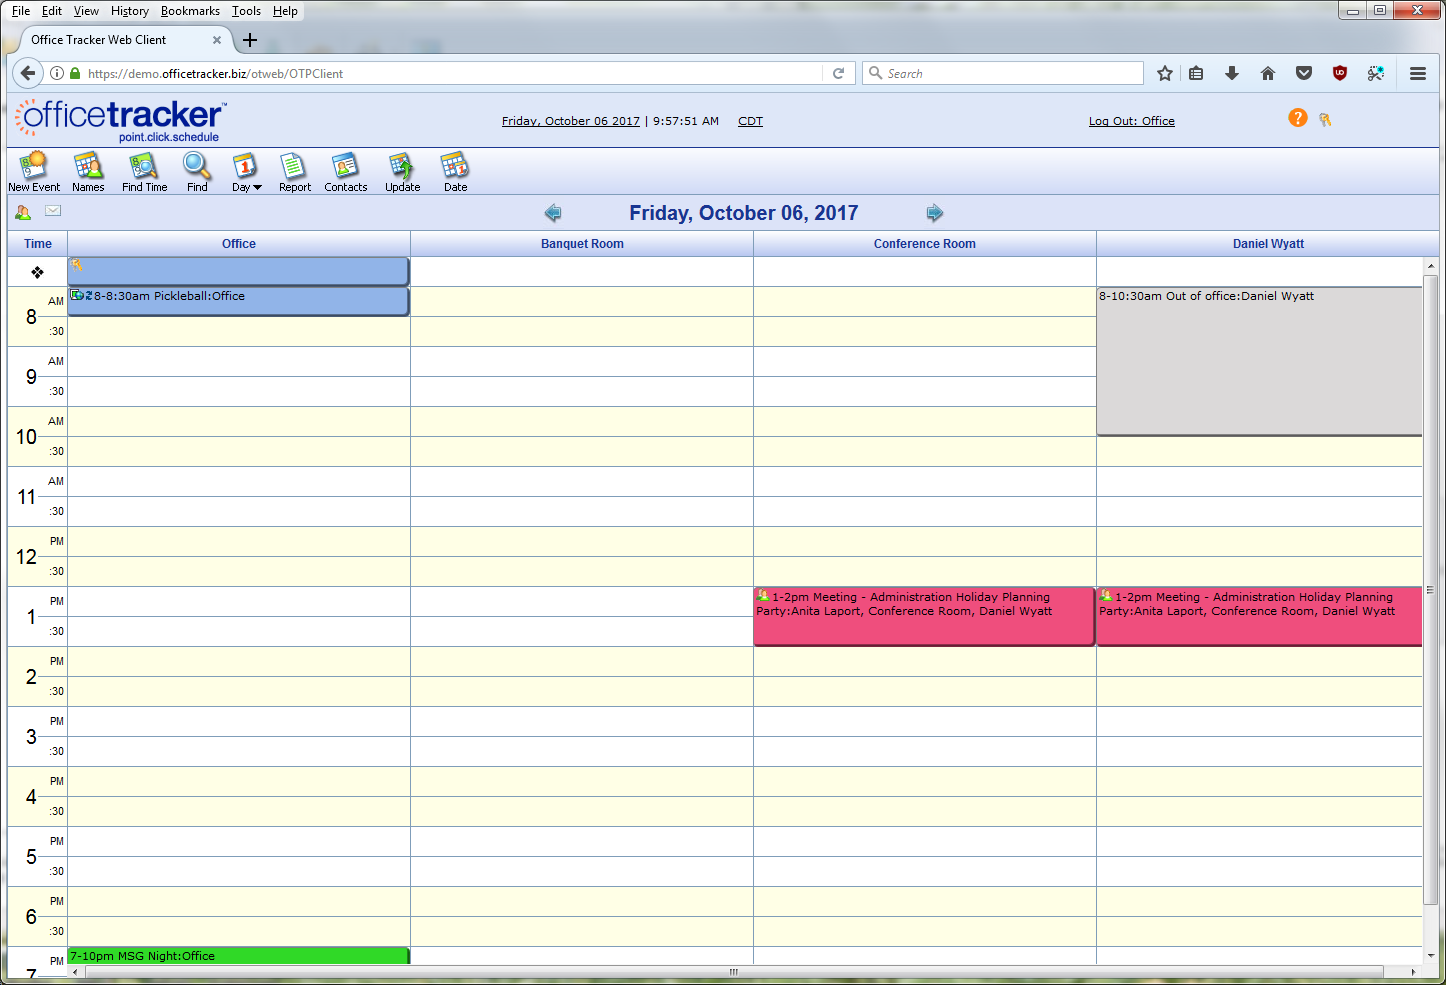 File Edit View History Bookmarks Tools Help
Office Tracker Web Client
https://demo.officetracker.biz/otweb/OTPClient
Search
officetracker™
point.click.schedule
Friday, October 06 2017 | 9:57:51 AM CDT
Log Out: Office
?
New Event Names Find Time Find Day Report Contacts Update Date
Friday, October 06, 2017
Time Office Banquet Room Conference Room Daniel Wyatt
8 AM
:30
8-8:30am Pickleball:Office
8-10:30am Out of office:Daniel Wyatt
9 AM
:30
10 AM
:30
11 AM
:30
12 PM
:30
1 PM
:30
1-2pm Meeting - Administration Holiday Planning
Party:Anita Laport, Conference Room, Daniel Wyatt
1-2pm Meeting - Administration Holiday Planning
Party:Anita Laport, Conference Room, Daniel Wyatt
2 PM
:30
3 PM
:30
4 PM
:30
5 PM
:30
6 PM
:30
7 PM
7-10pm MSG Night:Office